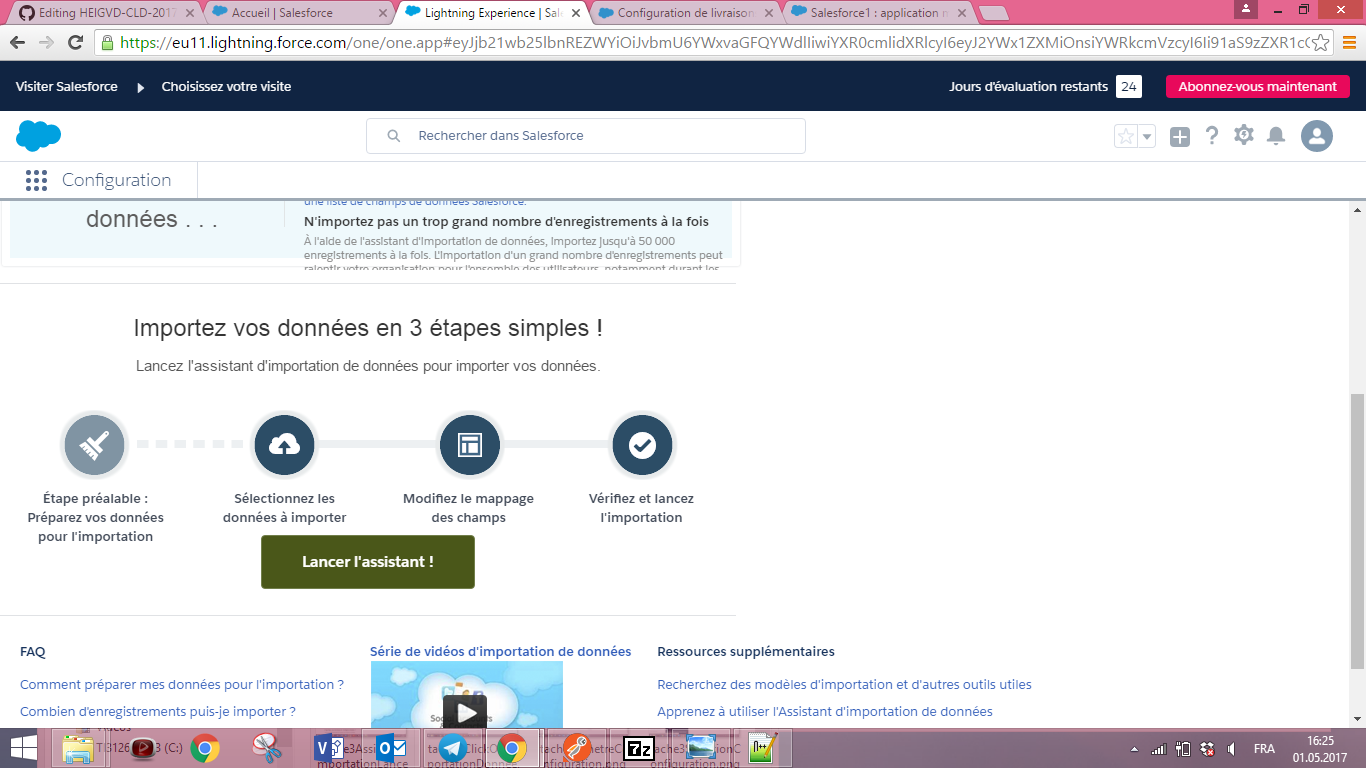 Editing HEIGVD-CLD-2017
Accueil | Salesforce
Lightning Experience | Sal
Configuration de livraison
Salesforce1 : application m
https://eu11.lightning.force.com/one/one.app#eyJjb21wb25lbnREZWYiOiJvbmU6YWxvaGFQYWdlIiwiYXR0cmlidXRlcyI6eyJ2YWx1ZXMiOnsiYWRkcmVzcyI6Ii91aS9zZXR1cC
Visiter Salesforce
Choisissez votre visite
Jours d'évaluation restants 24
Abonnez-vous maintenant
Rechercher dans Salesforce
Configuration
données . . .
une liste de champs de données Salesforce.
N'importez pas un trop grand nombre d'enregistrements à la fois
À l'aide de l'assistant d'importation de données, importez jusqu'à 50 000
enregistrements à la fois. L'importation d'un grand nombre d'enregistrements peut
ralentir votre organisation pour l'ensemble des utilisateurs, notamment durant les
Importez vos données en 3 étapes simples !
Lancez l'assistant d'importation de données pour importer vos données.
Étape préalable :
Préparez vos données
pour l'importation
Sélectionnez les
données à importer
Modifiez le mappage
des champs
Vérifiez et lancez
l'importation
Lancer l'assistant !
FAQ
Comment préparer mes données pour l'importation ?
Combien d'enregistrements puis-je importer ?
Série de vidéos d'importation de données
Ressources supplémentaires
Recherchez des modèles d'importation et d'autres outils utiles
Apprenez à utiliser l'Assistant d'importation de données
FRA
16:25
01.05.2017